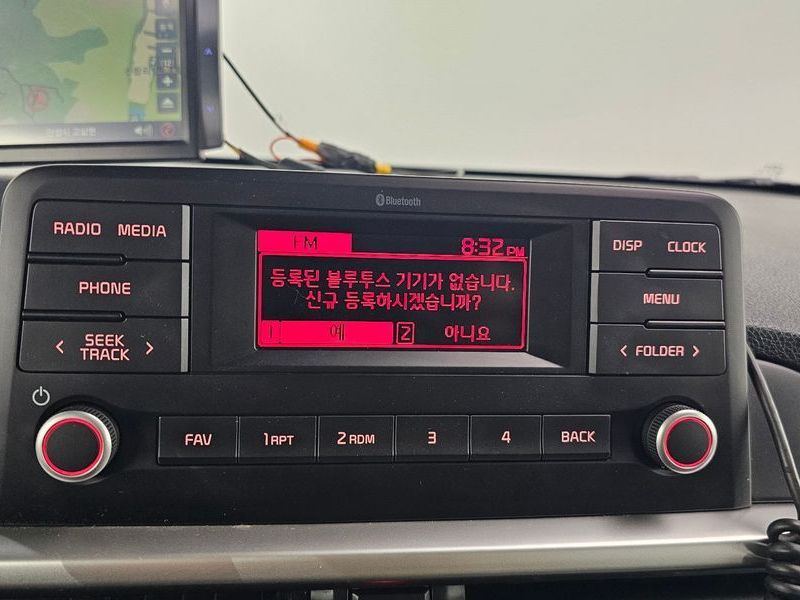 Bluetooth
RADIO MEDIA
PHONE
< SEEK TRACK >
FM 8:32 PM
등록된 블루투스 기기가 없습니다.
신규 등록하시겠습니까?
1 예 2 아니요
DISP CLOCK
MENU
< FOLDER >
FAV 1 RPT 2 RDM 3 4 BACK